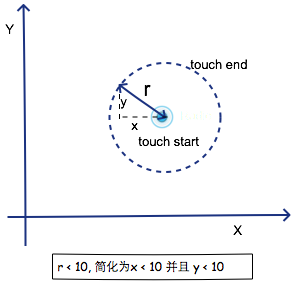 Y
touch end
r
y
x
touch start
X
r < 10, 简化为x < 10 并且 y < 10